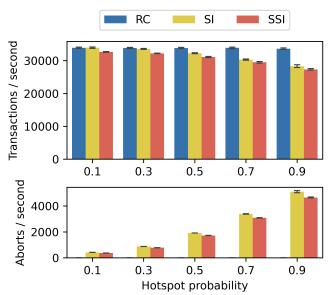 RC SI SSI
Transactions / second
30000
20000
10000
0
0.1 0.3 0.5 0.7 0.9
Aborts / second
4000
2000
0
0.1 0.3 0.5 0.7 0.9
Hotspot probability